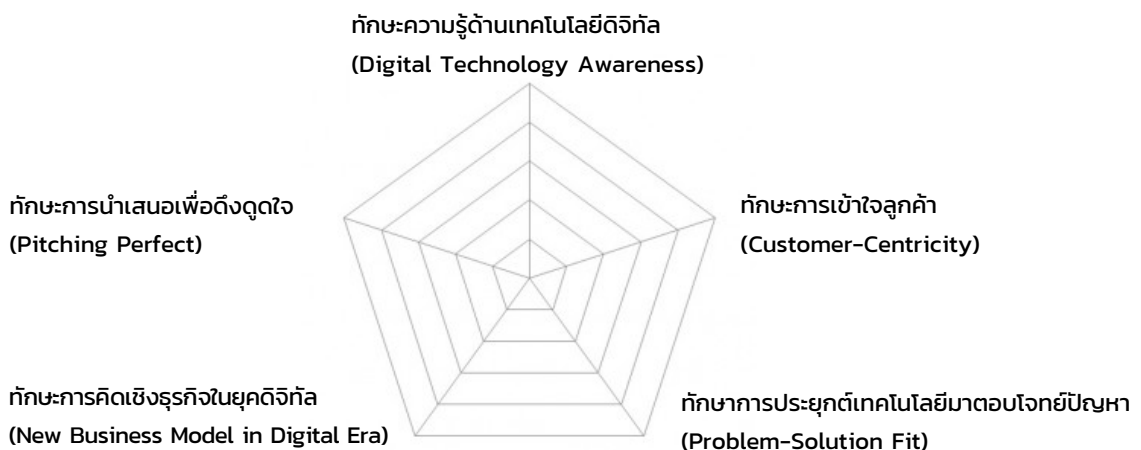 ทักษะความรู้ด้านเทคโนโลยีดิจิทัล
(Digital Technology Awareness)
ทักษะการนำเสนอเพื่อดึงดูดใจ
(Pitching Perfect)
ทักษะการเข้าใจลูกค้า
(Customer-Centricity)
ทักษะการคิดเชิงธุรกิจในยุคดิจิทัล
(New Business Model in Digital Era)
ทักษาการประยุกต์เทคโนโลยีมาตอบโจทย์ปัญหา
(Problem-Solution Fit)